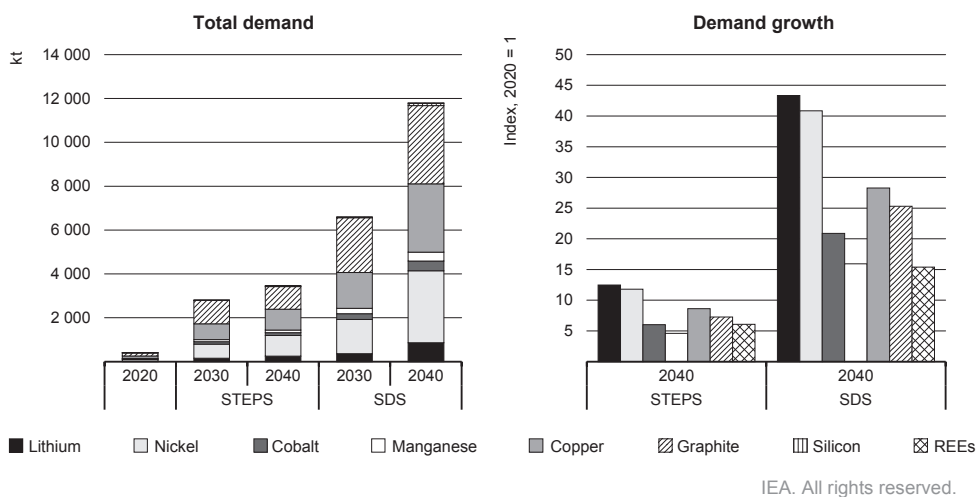 Total demand
kt
14 000
12 000
10 000
8 000
6 000
4 000
2 000
2020
2030
2040
2030
2040
STEPS
SDS
Demand growth
Index, 2020 = 1
50
45
40
35
30
25
20
15
10
5
2040
2040
STEPS
SDS
Lithium
Nickel
Cobalt
Manganese
Copper
Graphite
Silicon
REEs
IEA. All rights reserved.